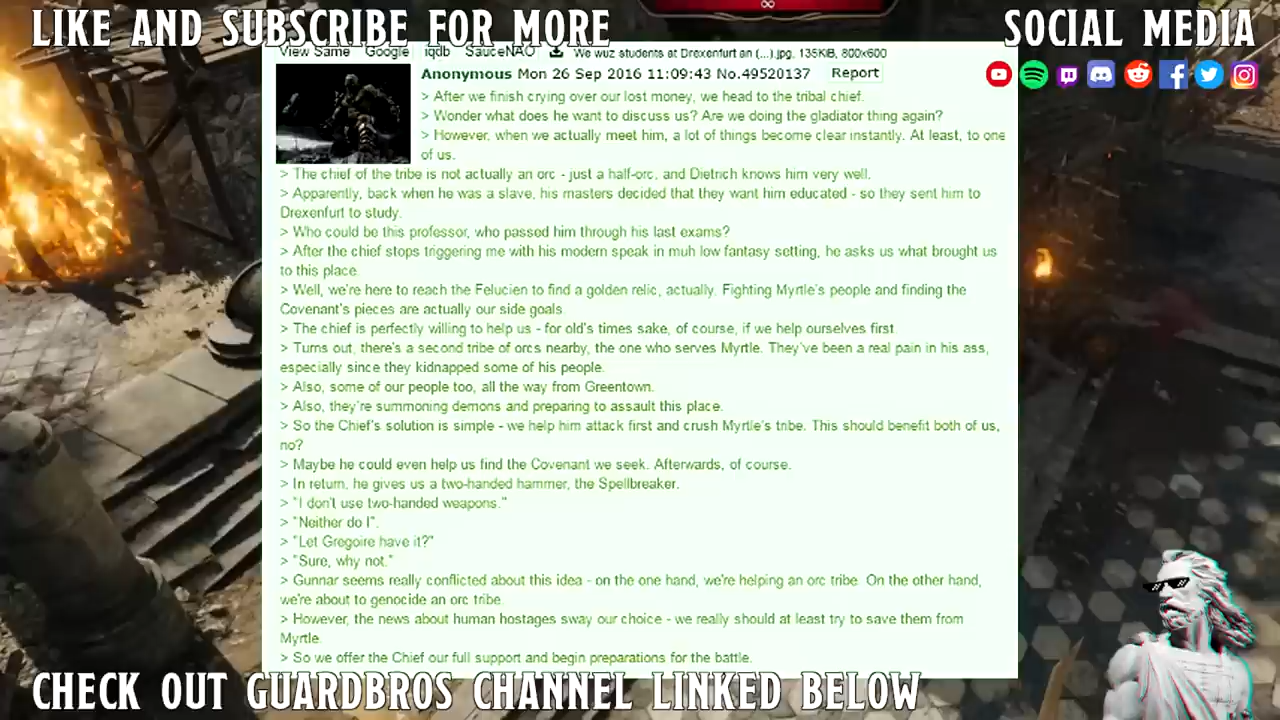 LIKE AND SUBSCRIBE FOR MORE
SOCIAL MEDIA
∞
View Same Google iqdb SauceNAO We wuz students at Drexenfurt an (...).jpg, 135KiB, 800x600
Anonymous Mon 26 Sep 2016 11:09:43 No.49520137 Report
> After we finish crying over our lost money, we head to the tribal chief.
> Wonder what does he want to discuss us? Are we doing the gladiator thing again?
> However, when we actually meet him, a lot of things become clear instantly. At least, to one
of us.
> The chief of the tribe is not actually an orc - just a half-orc, and Dietrich knows him very well.
> Apparently, back when he was a slave, his masters decided that they want him educated - so they sent him to
Drexenfurt to study.
> Who could be this professor, who passed him through his last exams?
> After the chief stops triggering me with his modern speak in muh low fantasy setting, he asks us what brought us
to this place.
> Well, we're here to reach the Felucien to find a golden relic, actually. Fighting Myrtle's people and finding the
Covenant's pieces are actually our side goals.
> The chief is perfectly willing to help us - for old's times sake, of course, if we help ourselves first.
> Turns out, there's a second tribe of orcs nearby, the one who serves Myrtle. They've been a real pain in his ass,
especially since they kidnapped some of his people.
> Also, some of our people too, all the way from Greentown.
> Also, they're summoning demons and preparing to assault this place.
> So the Chief's solution is simple - we help him attack first and crush Myrtle's tribe. This should benefit both of us,
no?
> Maybe he could even help us find the Covenant we seek. Afterwards, of course.
> In return, he gives us a two-handed hammer, the Spellbreaker.
> "I don't use two-handed weapons."
> "Neither do I".
> "Let Gregoire have it?"
> "Sure, why not."
> Gunnar seems really conflicted about this idea - on the one hand, we're helping an orc tribe. On the other hand,
we're about to genocide an orc tribe.
> However, the news about human hostages sway our choice - we really should at least try to save them from
Myrtle.
> So we offer the Chief our full support and begin preparations for the battle.
CHECK OUT GUARDBROS CHANNEL LINKED BELOW